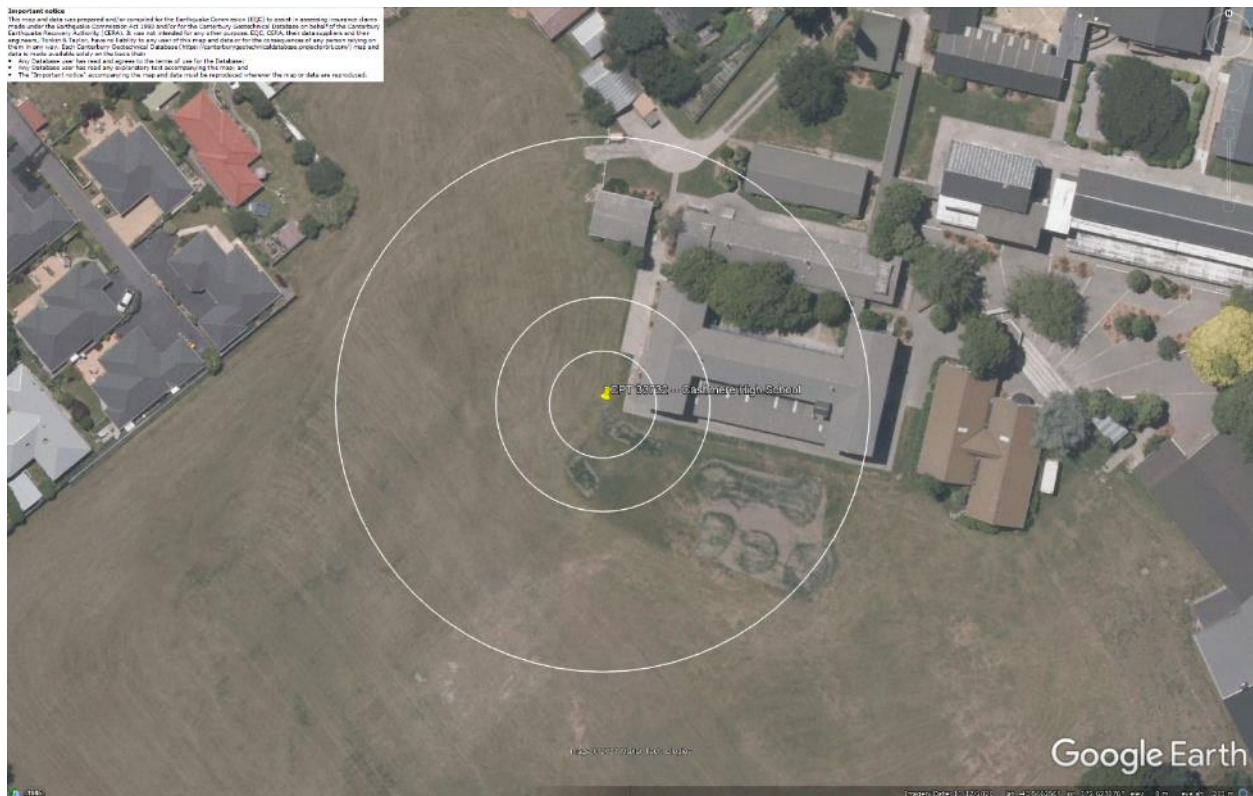 Important notice
This map and data was prepared and/or compiled for the Earthquake Commission (EQC) to assist in assessing insurance claims
made under the Earthquake Commission Act 1993 and/or for the Canterbury Geotechnical Database on behalf of the Canterbury
Earthquake Recovery Authority (CERA). It was not intended for any other purpose. EQC, CERA, their data suppliers and their
engineers, Tonkin & Taylor, have no liability to any user of this map and data or for the consequences of any person relying on
them in any way. Each Canterbury Geotechnical Database (https://canterburygeotechnicaldatabase.projectorbit.com/) map and
data is made available solely on the basis that:
• Any Database user has read and agrees to the terms of use for the Database;
• Any Database user has read any explanatory text accompanying this map; and
• The "Important notice" accompanying the map and data must be reproduced wherever the map or data are reproduced.
CPT 33732 -- Cashmere High School
Google Earth